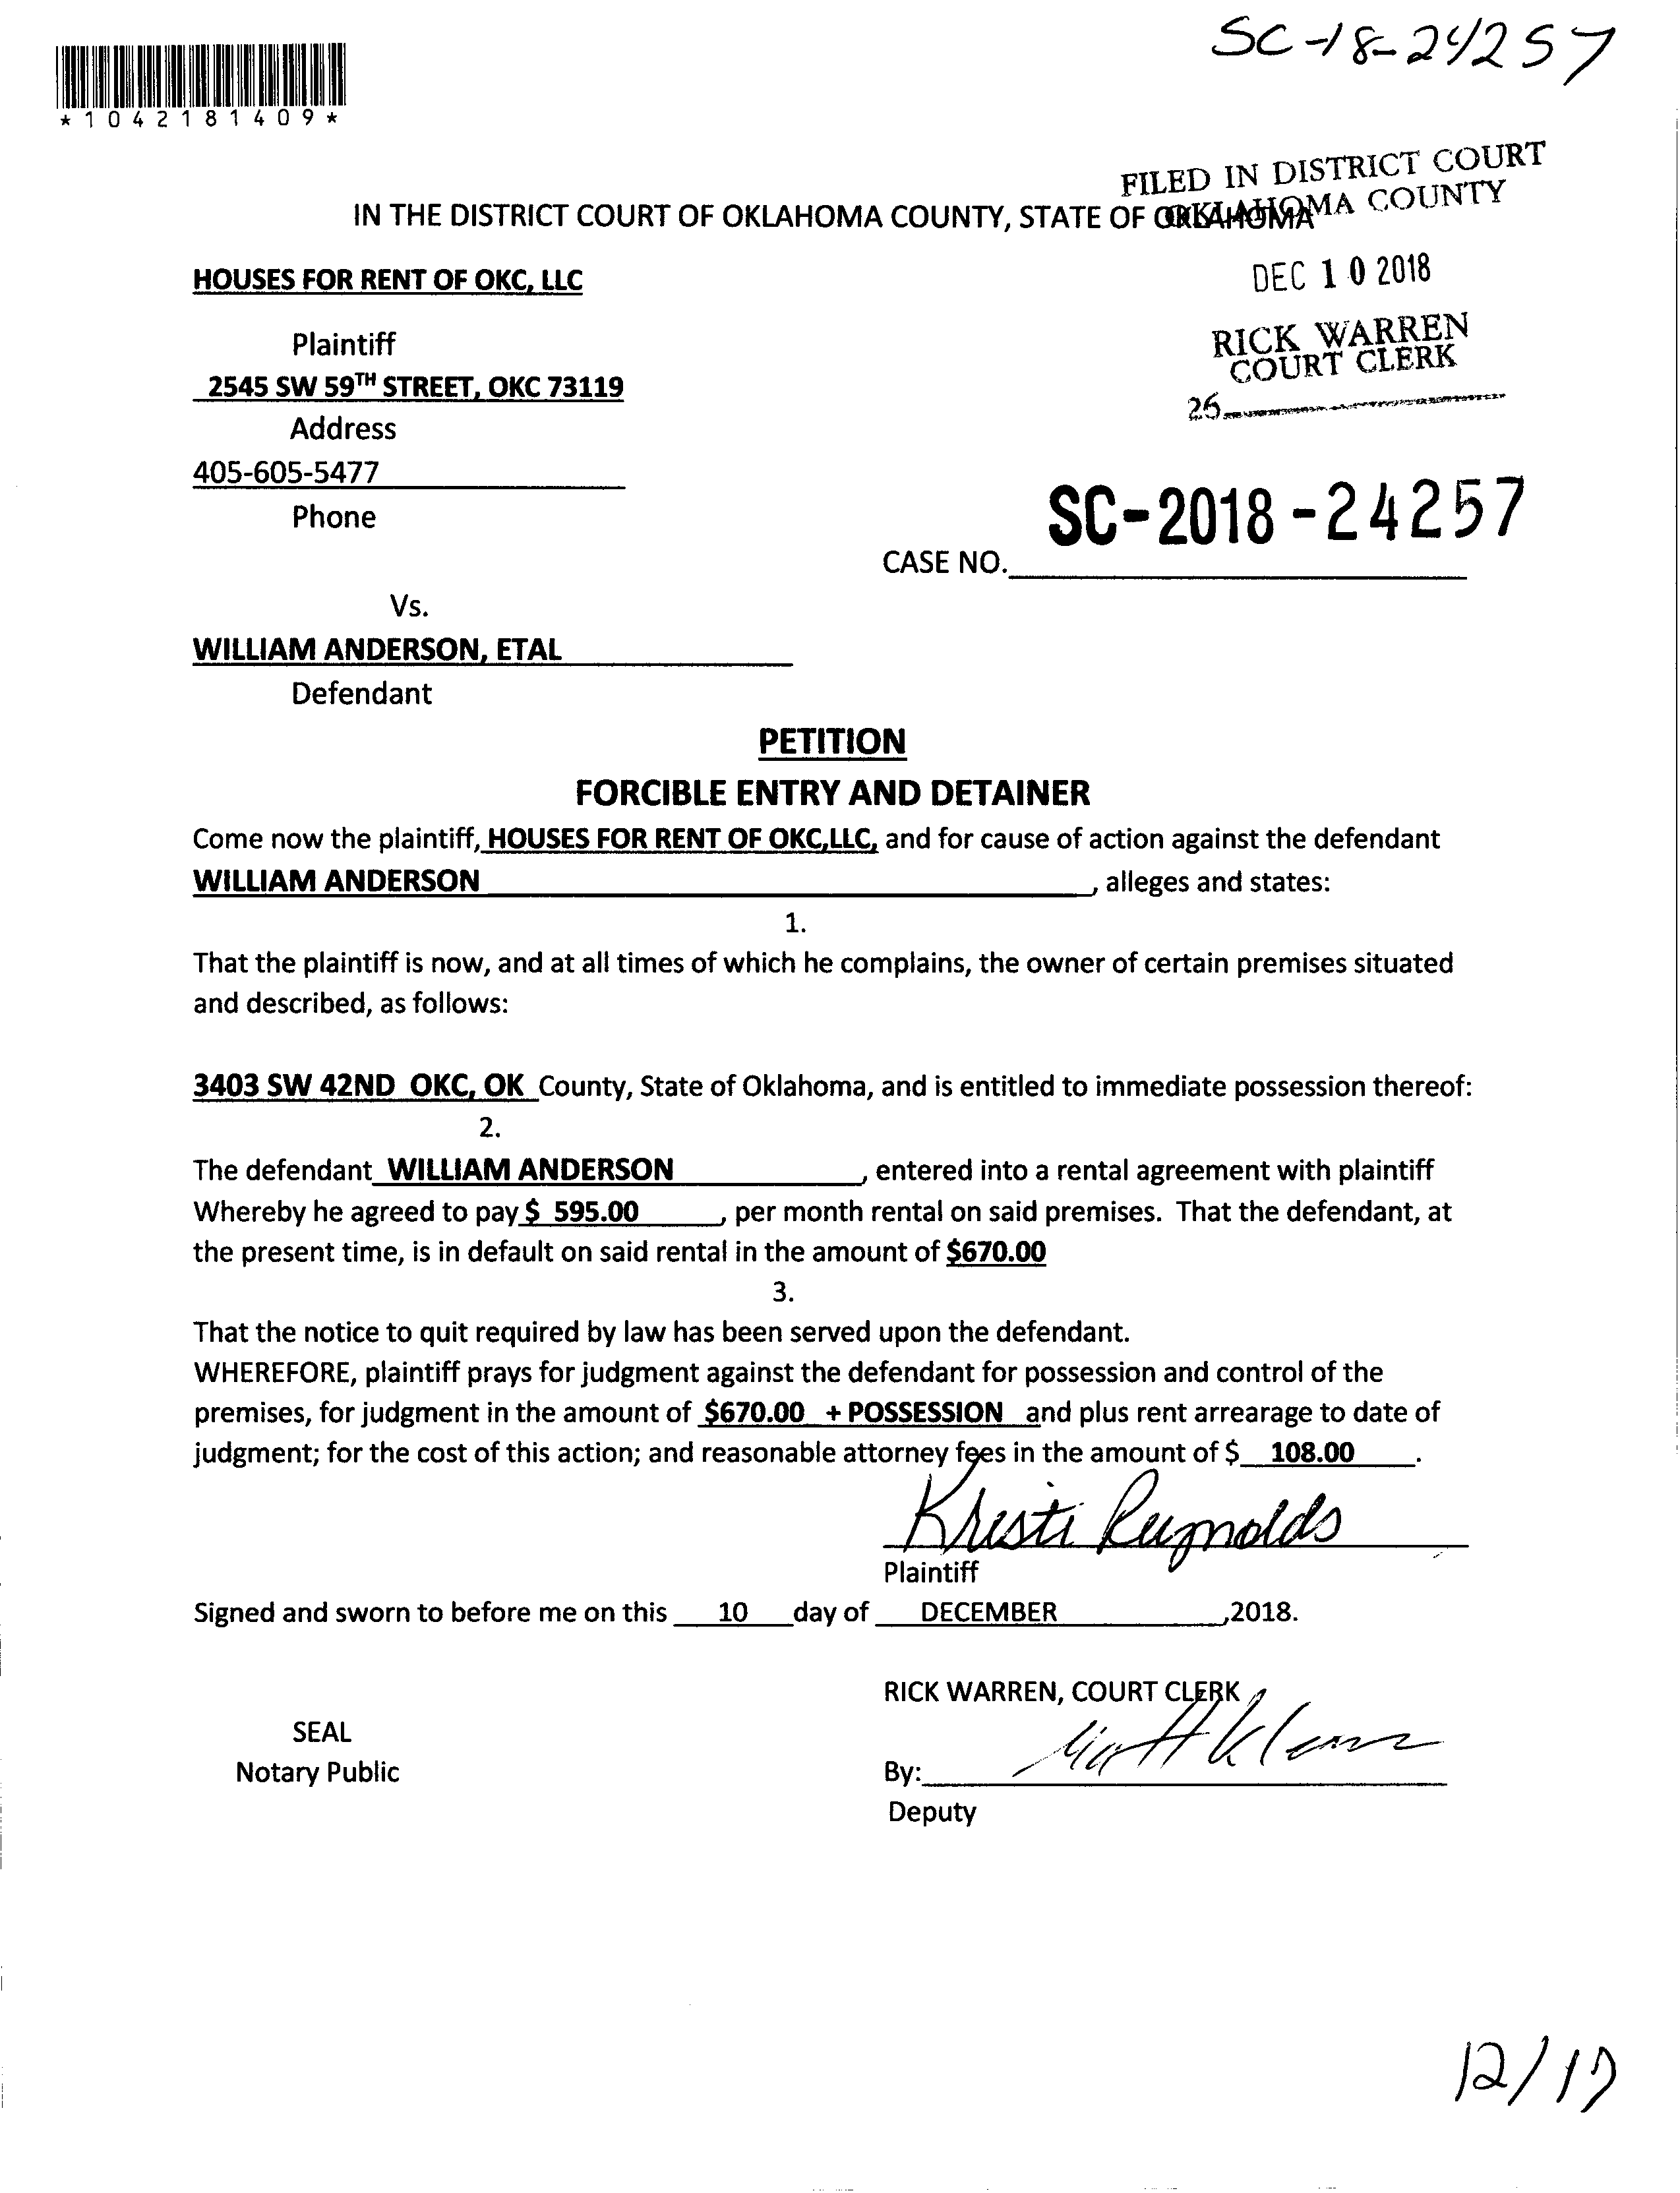 SC-18-24257
*1042181409*
FILED IN DISTRICT COURT
OKLAHOMA COUNTY
IN THE DISTRICT COURT OF OKLAHOMA COUNTY, STATE OF OKLAHOMA
HOUSES FOR RENT OF OKC, LLC
DEC 10 2018
Plaintiff
RICK WARREN
COURT CLERK
2545 SW 59TH STREET, OKC 73119
26
Address
405-605-5477
Phone
SC-2018-24257
CASE NO.
Vs.
WILLIAM ANDERSON, ETAL
Defendant
PETITION
FORCIBLE ENTRY AND DETAINER
Come now the plaintiff, HOUSES FOR RENT OF OKC,LLC, and for cause of action against the defendant
WILLIAM ANDERSON, alleges and states:
1.
That the plaintiff is now, and at all times of which he complains, the owner of certain premises situated
and described, as follows:
3403 SW 42ND OKC, OK County, State of Oklahoma, and is entitled to immediate possession thereof:
2.
The defendant WILLIAM ANDERSON, entered into a rental agreement with plaintiff
Whereby he agreed to pay $ 595.00, per month rental on said premises. That the defendant, at
the present time, is in default on said rental in the amount of $670.00
3.
That the notice to quit required by law has been served upon the defendant.
WHEREFORE, plaintiff prays for judgment against the defendant for possession and control of the
premises, for judgment in the amount of $670.00 + POSSESSION and plus rent arrearage to date of
judgment; for the cost of this action; and reasonable attorney fees in the amount of $ 108.00.
Kristi Reynolds
Plaintiff
Signed and sworn to before me on this 10 day of DECEMBER,2018.
RICK WARREN, COURT CLERK
SEAL
Notary Public
By:
Deputy
12/17